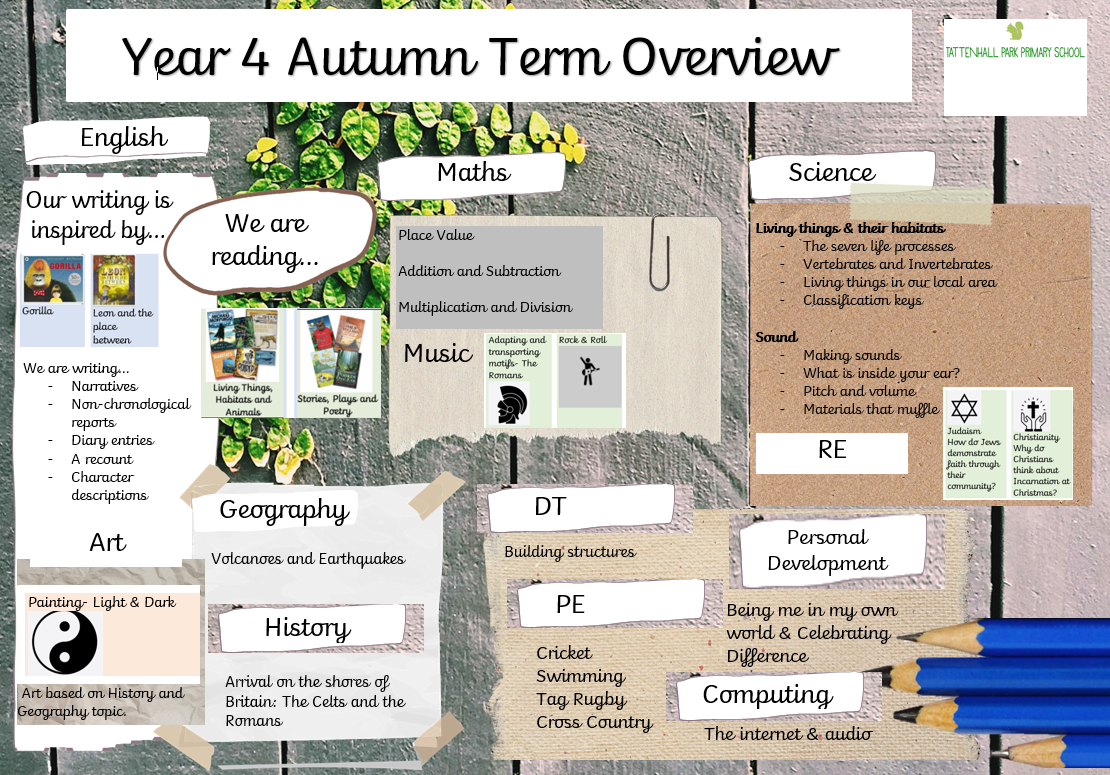 Year 4 Autumn Term Overview
TATTENHALL PARK PRIMARY SCHOOL
English
Our writing is
inspired by...
GORILLA
Gorilla
LEON
Leon and the
place
between
We are writing...
- Narratives
- Non-chronological
reports
- Diary entries
- A recount
- Character
descriptions
We are
reading...
Living Things,
Habitats and
Animals
Stories, Plays and
Poetry
Maths
Place Value
Addition and Subtraction
Multiplication and Division
Music
Adapting and
transporting
motifs- The
Romans
Rock & Roll
Science
Living things & their habitats
- The seven life processes
- Vertebrates and Invertebrates
- Living things in our local area
- Classification keys
Sound
- Making sounds
- What is inside your ear?
- Pitch and volume
- Materials that muffle
RE
Judaism
How do Jews
demonstrate
faith through
their
community?
Christianity
Why do
Christians
think about
Incarnation at
Christmas?
Art
Painting- Light & Dark
Art based on History and
Geography topic.
Geography
Volcanoes and Earthquakes
History
Arrival on the shores of
Britain: The Celts and the
Romans
DT
Building structures
PE
Cricket
Swimming
Tag Rugby
Cross Country
Personal
Development
Being me in my own
world & Celebrating
Difference
Computing
The internet & audio